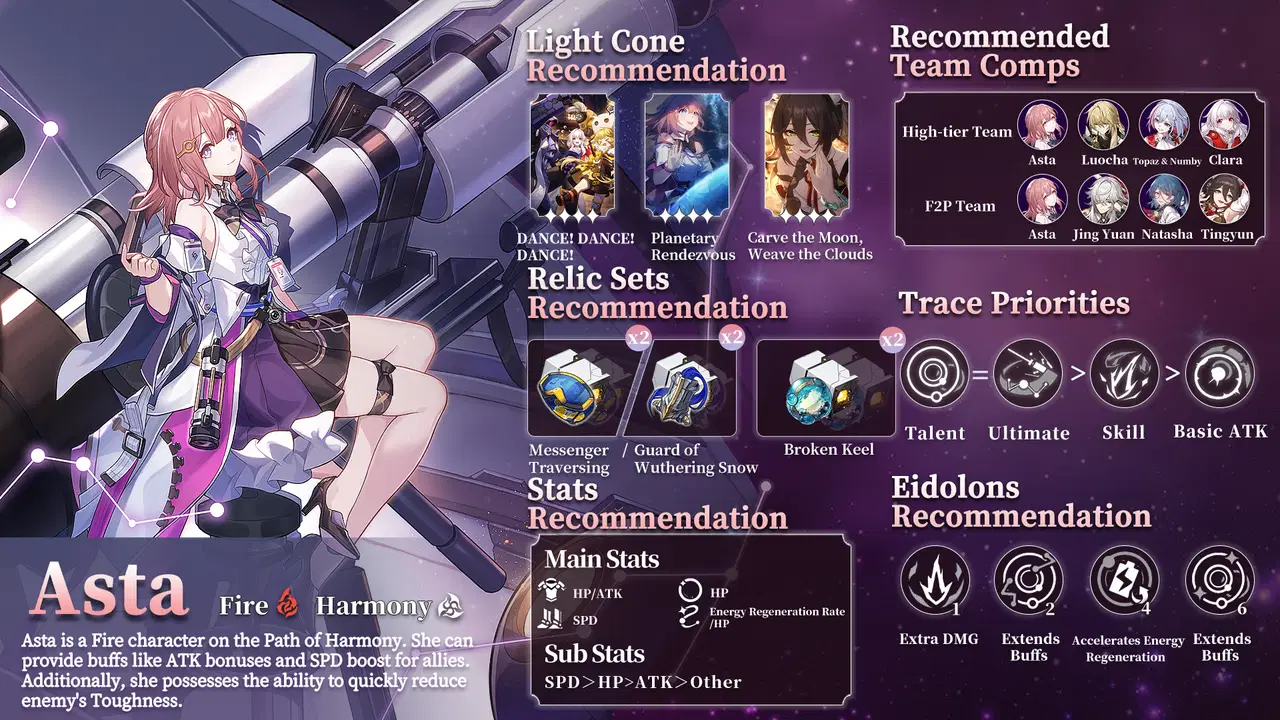 Asta
Fire Harmony
Asta is a Fire character on the Path of Harmony. She can
provide buffs like ATK bonuses and SPD boost for allies.
Additionally, she possesses the ability to quickly reduce
enemy's Toughness.
Light Cone
Recommendation
DANCE! DANCE!
DANCE!
Planetary
Rendezvous
Carve the Moon,
Weave the Clouds
Relic Sets
Recommendation
x2
x2
x2
Messenger
Traversing
/
Guard of
Wuthering Snow
Broken Keel
Stats
Recommendation
Main Stats
HP/ATK
HP
SPD
Energy Regeneration Rate
/HP
Sub Stats
SPD>HP>ATK>Other
Recommended
Team Comps
High-tier Team
Asta Luocha Topaz & Numby Clara
F2P Team
Asta Jing Yuan Natasha Tingyun
Trace Priorities
= > >
Talent Ultimate Skill Basic ATK
Eidolons
Recommendation
1 2 4 6
Extra DMG
Extends
Buffs
Accelerates Energy
Regeneration
Extends
Buffs